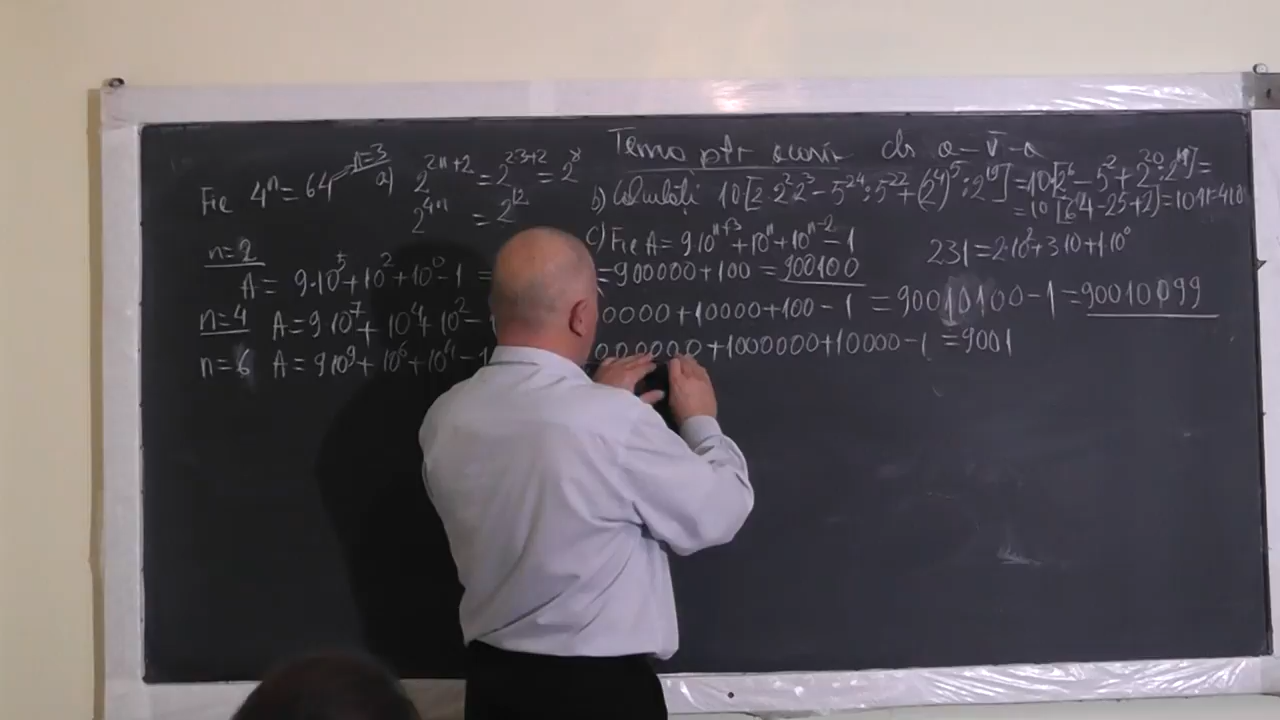 Tema ptr cls a-V-a
Fie 4ⁿ=64 n=3
a) 2²ⁿ⁺²=2²³⁺²=2⁸
2⁴ⁿ=2¹²
b) Calculați 10[2·2²2³-5²⁴:5²²+(2⁴)⁵:2¹⁹]=10[2⁶-5²+2²⁰:2¹⁹]=
=10[64-25+2]=10·41=410
c) Fie A=9·10ⁿ⁺³+10ⁿ+10ⁿ⁻²-1
231=2·10²+3·10+1·10⁰
n=2
A=9·10⁵+10²+10⁰-1= =900000+100=900100
n=4 A=9·10⁷+10⁴+10²- 0000+10000+100-1=90010100-1=90010099
n=6 A=9·10⁹+10⁶+10⁴-1 000000+1000000+10000-1=9001